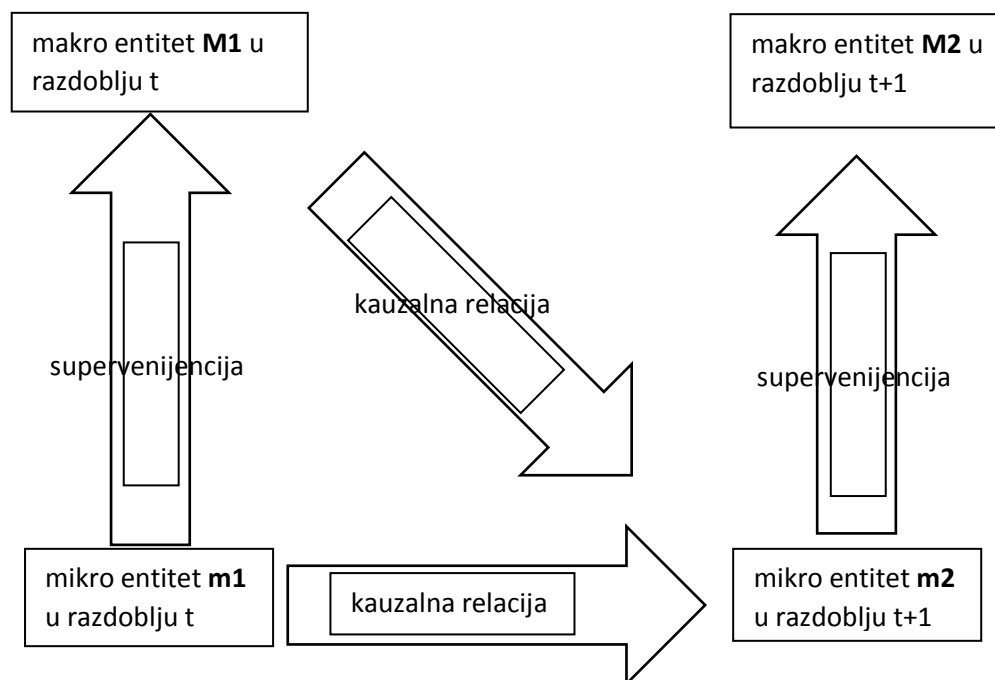 makro entitet M1 u
razdoblju t
makro entitet M2 u
razdoblju t+1
kauzalna relacija
supervenijencija
supervenijencija
mikro entitet m1
u razdoblju t
kauzalna relacija
mikro entitet m2
u razdoblju t+1